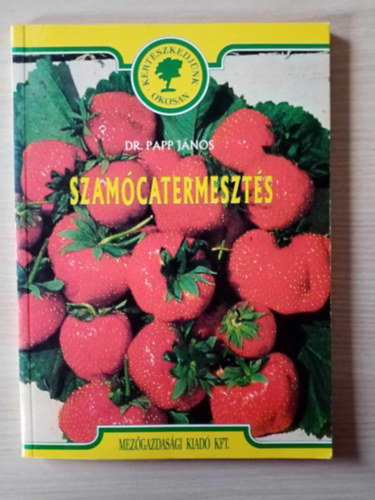 KERTÉSZKEDJÜNK
OKOSAN
DR. PAPP JÁNOS
SZAMÓCATERMESZTÉS
MEZŐGAZDASÁGI KIADÓ KFT.